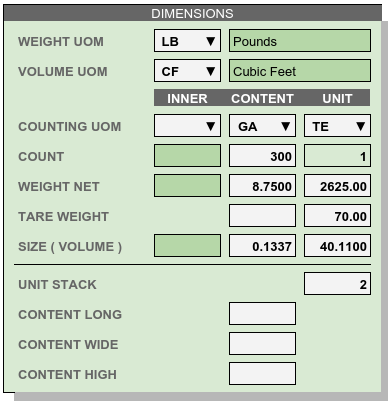 DIMENSIONS
WEIGHT UOM LB ▼ Pounds
VOLUME UOM CF ▼ Cubic Feet
INNER CONTENT UNIT
COUNTING UOM ▼ GA ▼ TE ▼
COUNT 300 1
WEIGHT NET 8.7500 2625.00
TARE WEIGHT 70.00
SIZE ( VOLUME ) 0.1337 40.1100
UNIT STACK 2
CONTENT LONG
CONTENT WIDE
CONTENT HIGH